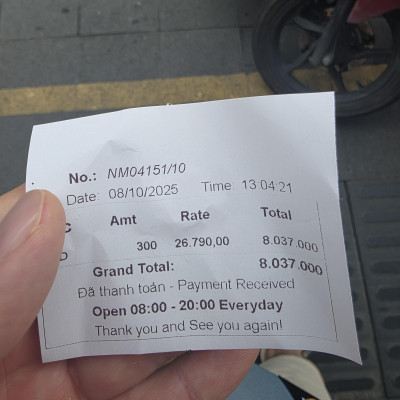 No.: NM04151/10
Date: 08/10/2025 Time 13:04:21
C Amt Rate Total
D 300 26.790,00 8.037.000
Grand Total: 8.037.000
Đã thanh toán - Payment Received
Open 08:00 - 20:00 Everyday
Thank you and See you again!